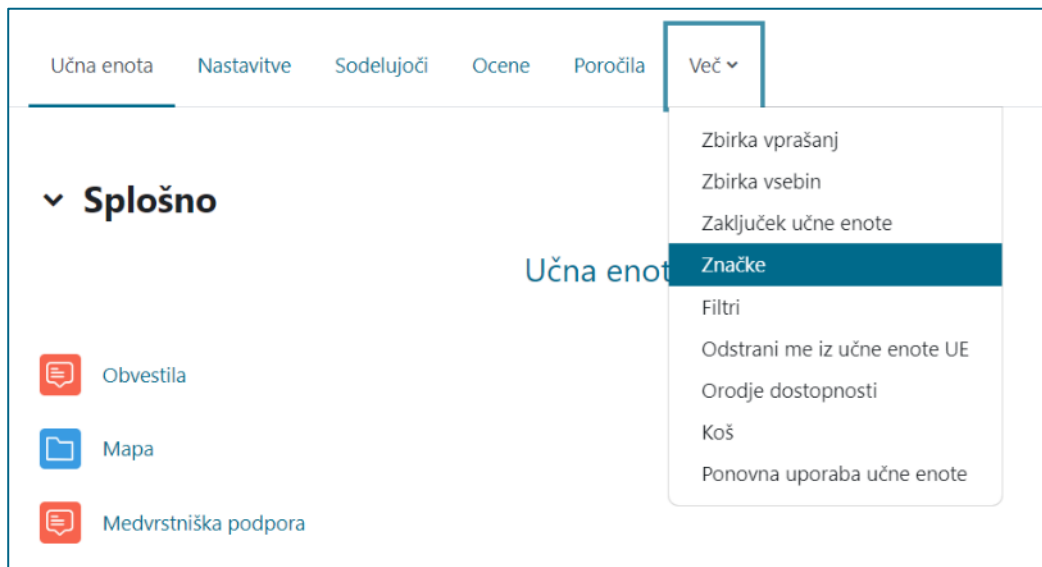 Učna enota Nastavitve Sodelujoči Ocene Poročila Več
Zbirka vprašanj
Zbirka vsebin
Zaključek učne enote
Značke
Filtri
Odstrani me iz učne enote UE
Orodje dostopnosti
Koš
Ponovna uporaba učne enote
Splošno
Učna enot
Obvestila
Mapa
Medvrstniška podpora